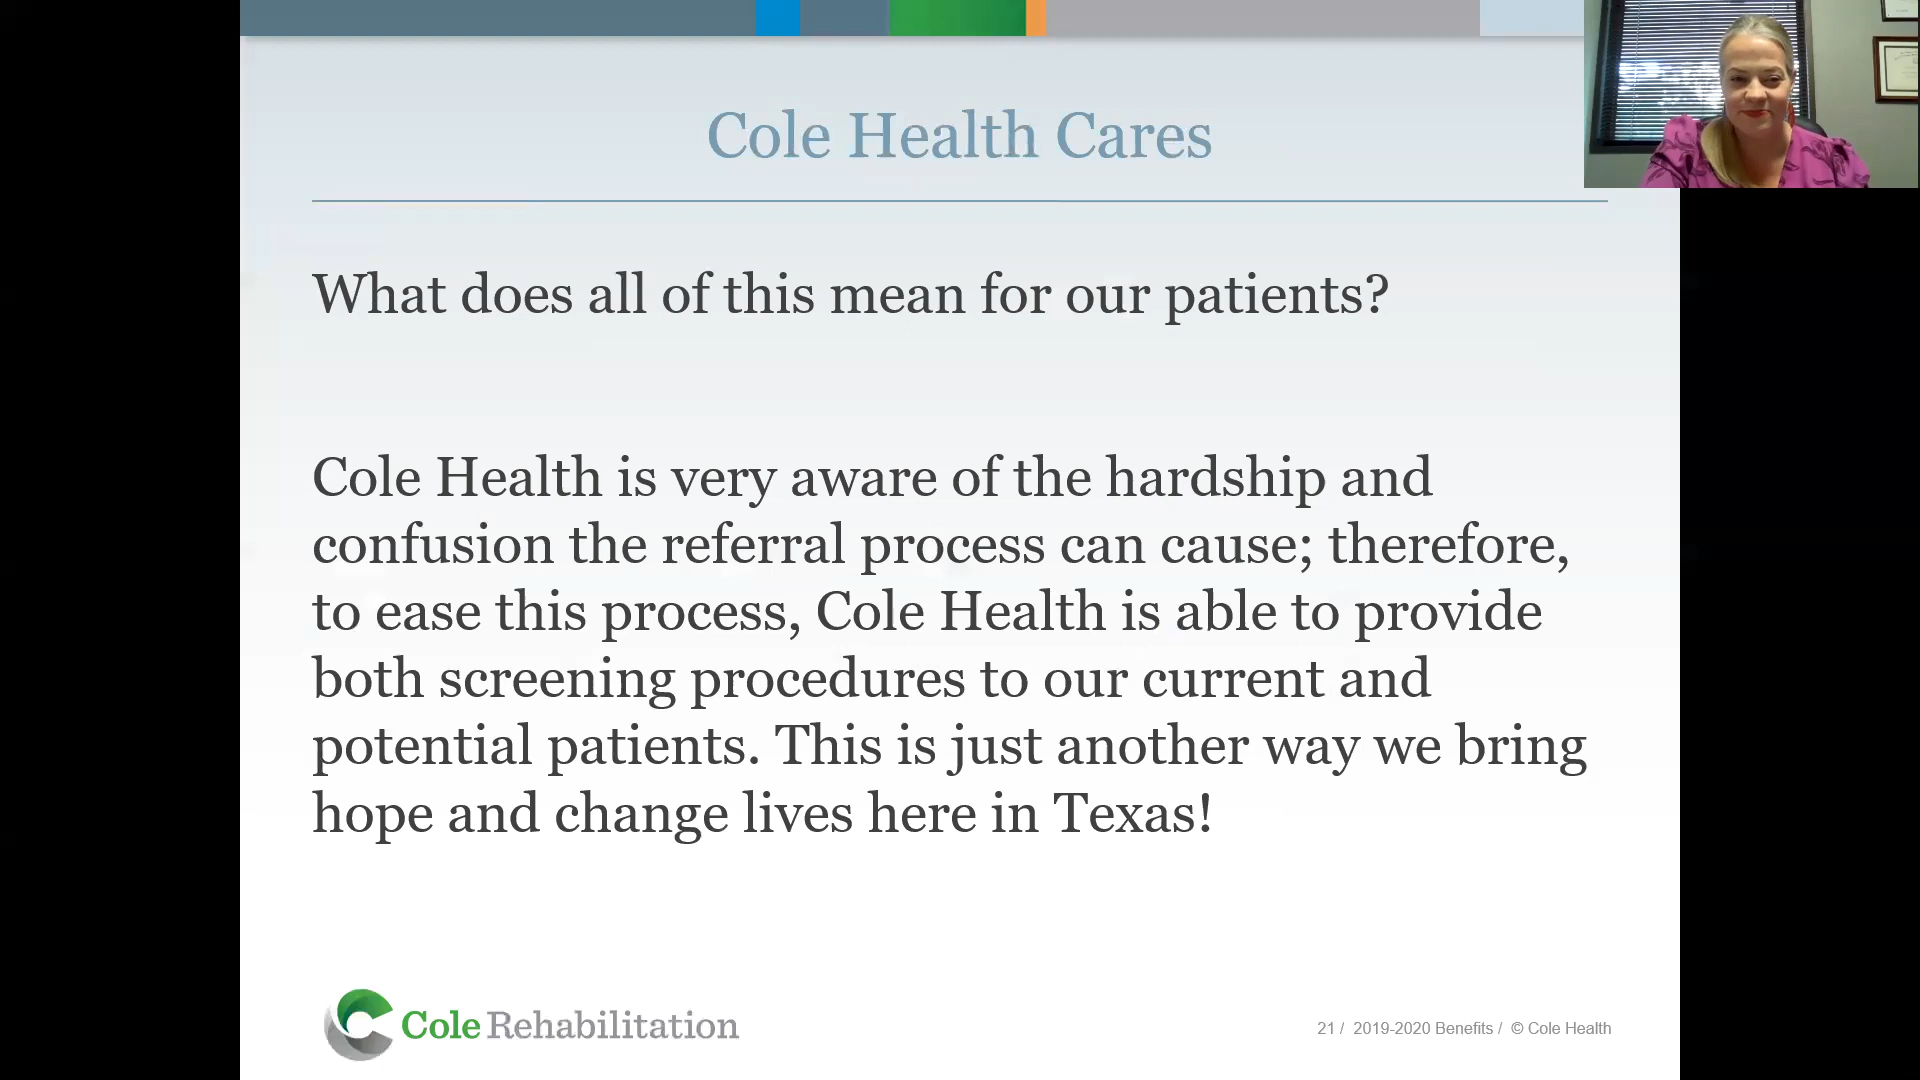 Cole Health Cares
What does all of this mean for our patients?
Cole Health is very aware of the hardship and
confusion the referral process can cause; therefore,
to ease this process, Cole Health is able to provide
both screening procedures to our current and
potential patients. This is just another way we bring
hope and change lives here in Texas!
Cole Rehabilitation
21 / 2019-2020 Benefits / © Cole Health